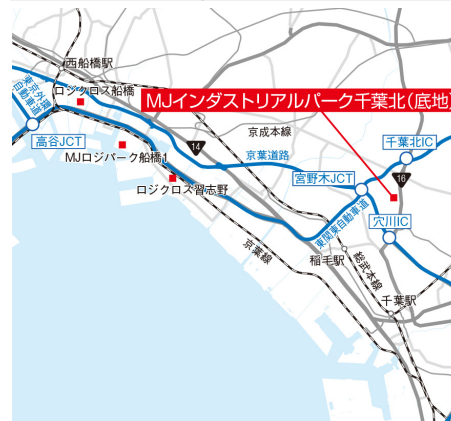 西船橋駅
東京外環
自動車道
ロジクロス船橋
MJインダストリアルパーク千葉北(底地)
高谷JCT
MJロジパーク船橋1
14
京成本線
京葉道路
千葉北IC
ロジクロス習志野
宮野木JCT
16
東関東自動車道
穴川IC
京葉線
稲毛駅
総武本線
千葉駅